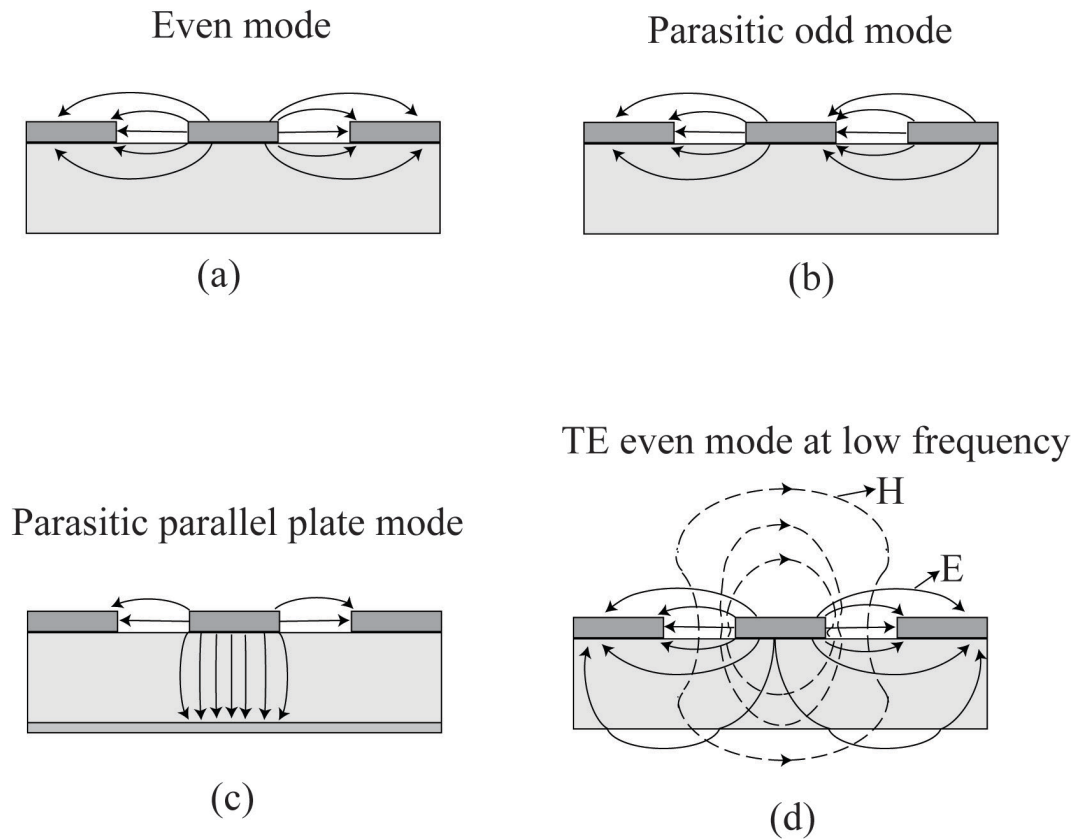 Even mode
Parasitic odd mode
(a)
(b)
TE even mode at low frequency
H
Parasitic parallel plate mode
E
(c)
(d)